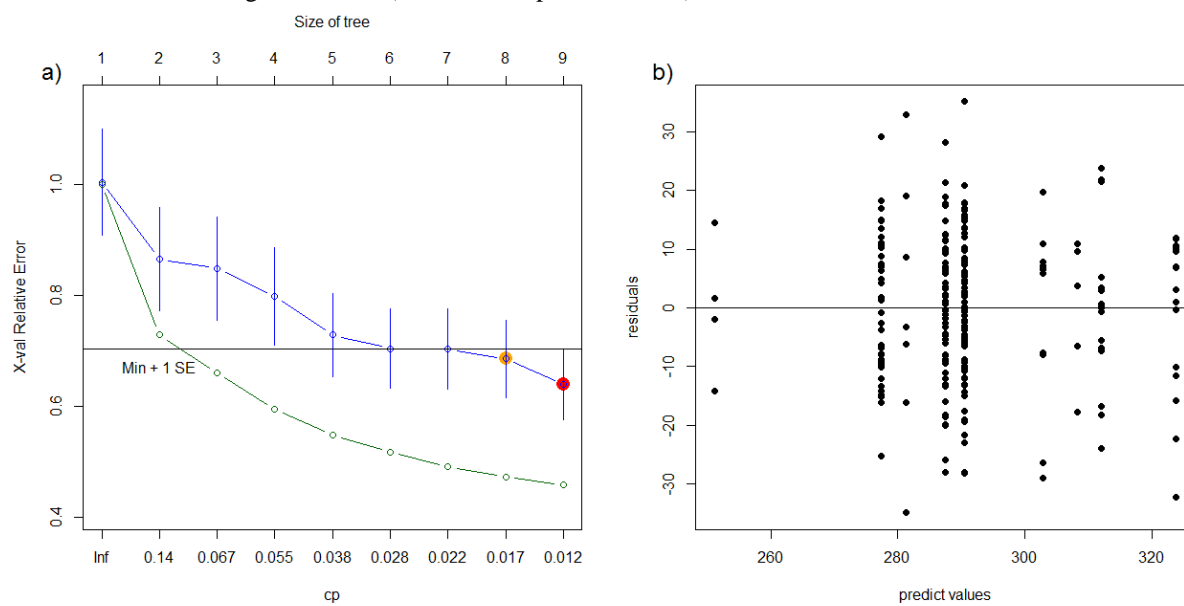 Size of tree
1 2 3 4 5 6 7 8 9
a)
X-val Relative Error
1.0
0.8
0.6
0.4
Min + 1 SE
Inf 0.14 0.067 0.055 0.038 0.028 0.022 0.017 0.012
cp
b)
residuals
30
20
10
0
-10
-20
-30
260 280 300 320
predict values